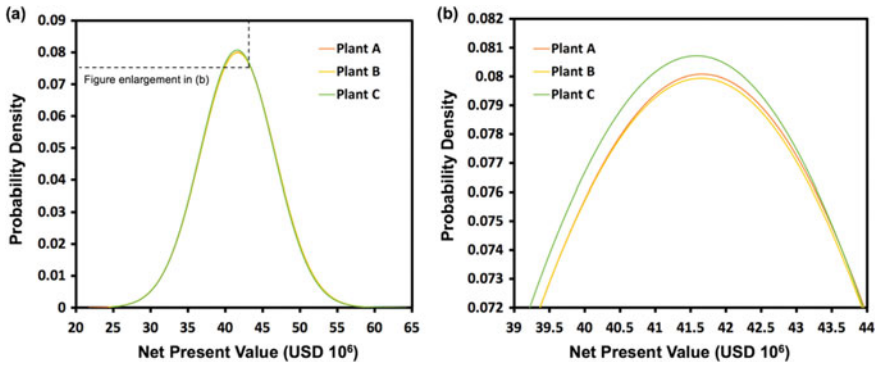 (a)
0.09
0.08
0.07
0.06
0.05
0.04
0.03
0.02
0.01
0
Probability Density
Figure enlargement in (b)
Plant A
Plant B
Plant C
20 25 30 35 40 45 50 55 60 65
Net Present Value (USD 10⁶)
(b)
0.082
0.081
0.08
0.079
0.078
0.077
0.076
0.075
0.074
0.073
0.072
Probability Density
Plant A
Plant B
Plant C
39 39.5 40 40.5 41 41.5 42 42.5 43 43.5 44
Net Present Value (USD 10⁶)